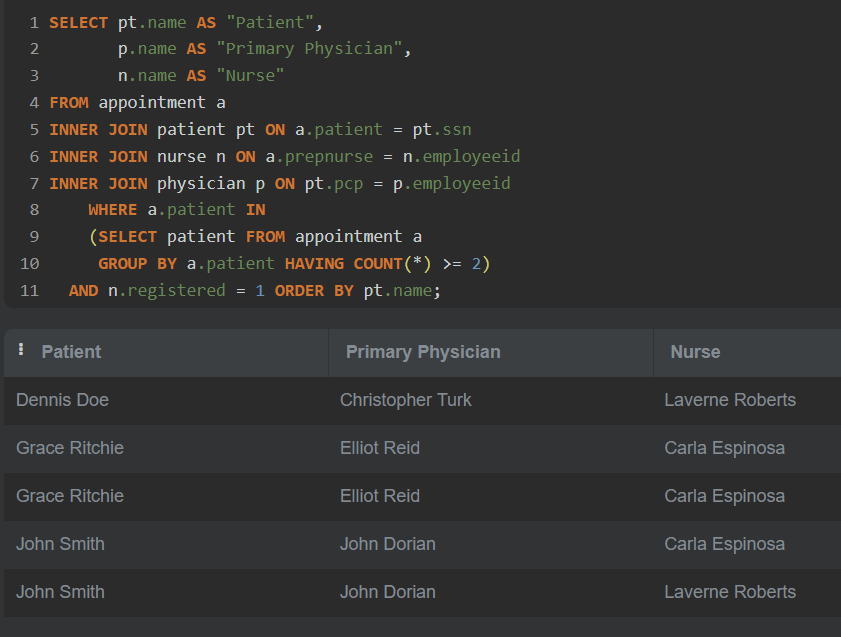 1 SELECT pt.name AS "Patient",
2 p.name AS "Primary Physician",
3 n.name AS "Nurse"
4 FROM appointment a
5 INNER JOIN patient pt ON a.patient = pt.ssn
6 INNER JOIN nurse n ON a.prepnurse = n.employeeid
7 INNER JOIN physician p ON pt.pcp = p.employeeid
8 WHERE a.patient IN
9 (SELECT patient FROM appointment a
10 GROUP BY a.patient HAVING COUNT(*) >= 2)
11 AND n.registered = 1 ORDER BY pt.name;
Patient Primary Physician Nurse
Dennis Doe Christopher Turk Laverne Roberts
Grace Ritchie Elliot Reid Carla Espinosa
Grace Ritchie Elliot Reid Carla Espinosa
John Smith John Dorian Carla Espinosa
John Smith John Dorian Laverne Roberts